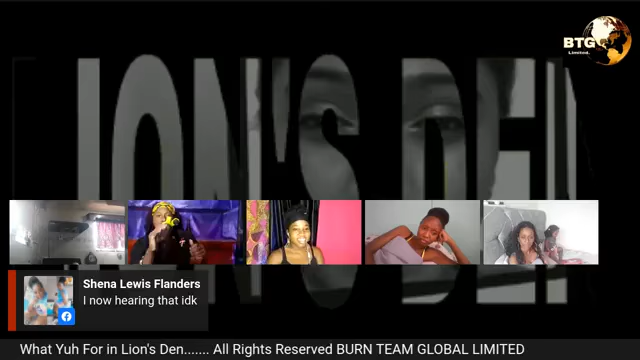 BTG
Limited.
LION'S DEN
Shena Lewis Flanders
I now hearing that idk
What Yuh For in Lion's Den....... All Rights Reserved BURN TEAM GLOBAL LIMITED